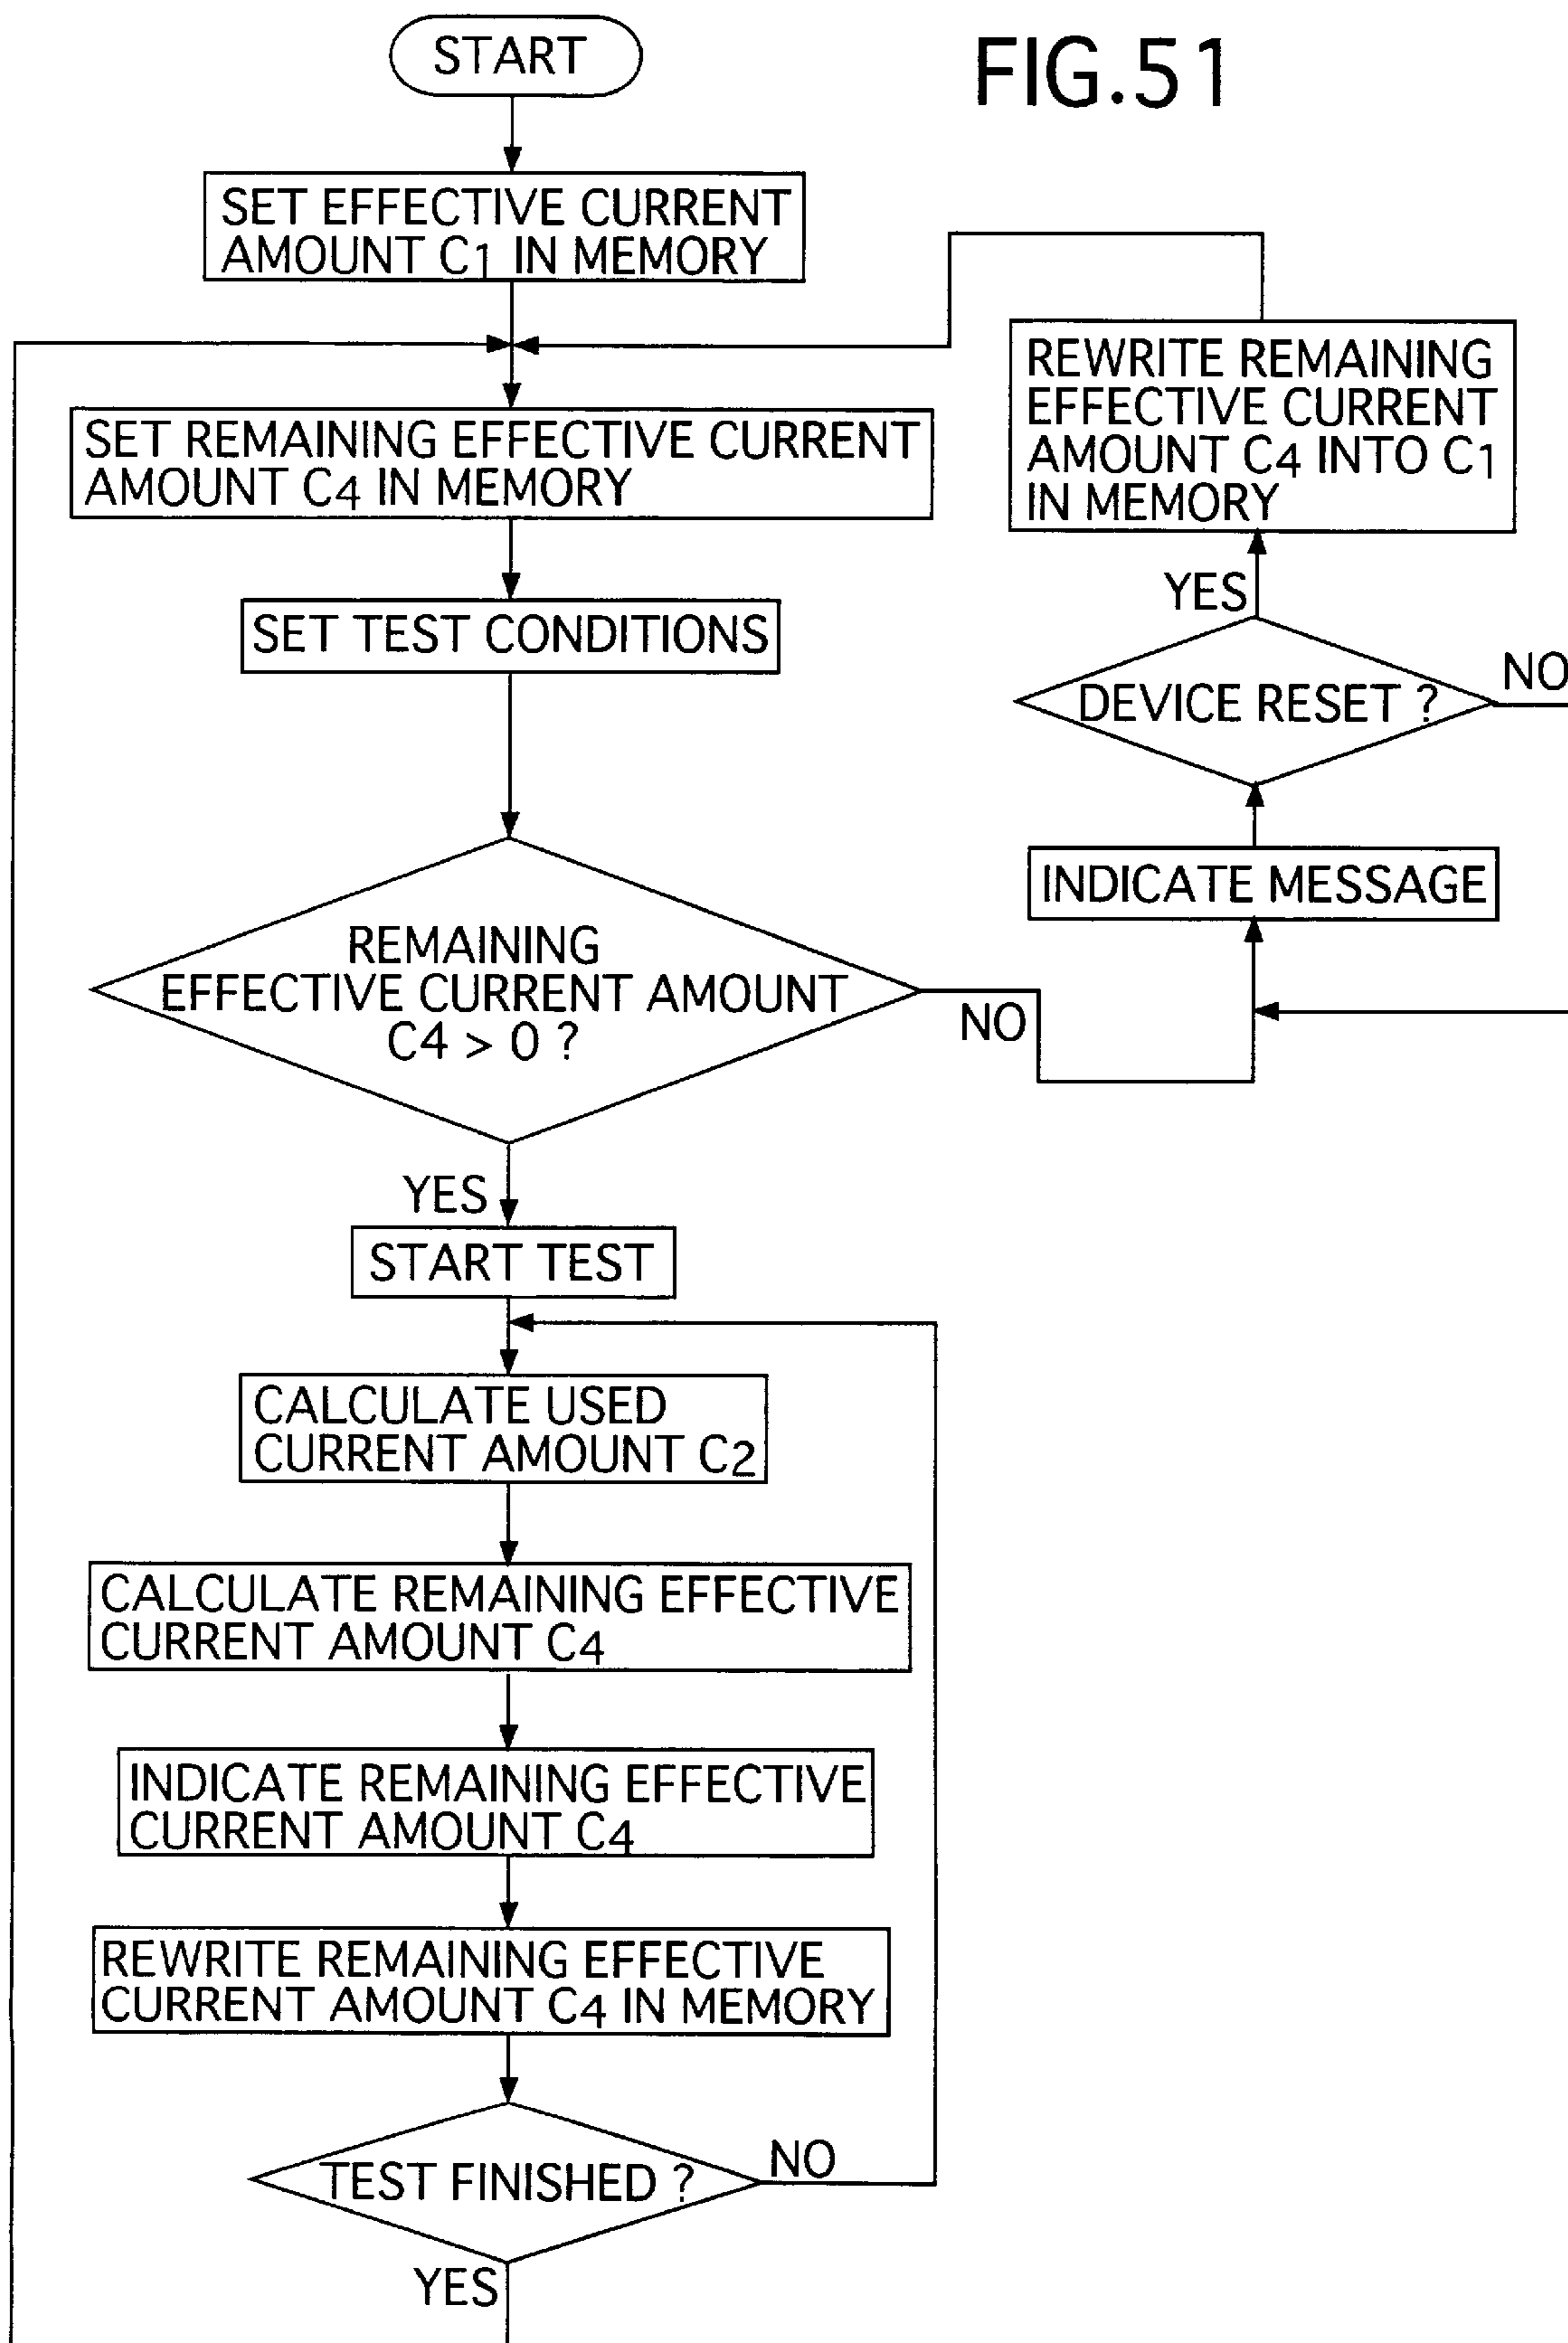 START
FIG.51
SET EFFECTIVE CURRENT
AMOUNT C1 IN MEMORY
SET REMAINING EFFECTIVE CURRENT
AMOUNT C4 IN MEMORY
SET TEST CONDITIONS
REMAINING
EFFECTIVE CURRENT AMOUNT
C4 > 0 ?
NO
YES
REWRITE REMAINING
EFFECTIVE CURRENT
AMOUNT C4 INTO C1
IN MEMORY
YES
DEVICE RESET ?
NO
INDICATE MESSAGE
START TEST
CALCULATE USED
CURRENT AMOUNT C2
CALCULATE REMAINING EFFECTIVE
CURRENT AMOUNT C4
INDICATE REMAINING EFFECTIVE
CURRENT AMOUNT C4
REWRITE REMAINING EFFECTIVE
CURRENT AMOUNT C4 IN MEMORY
TEST FINISHED ?
NO
YES